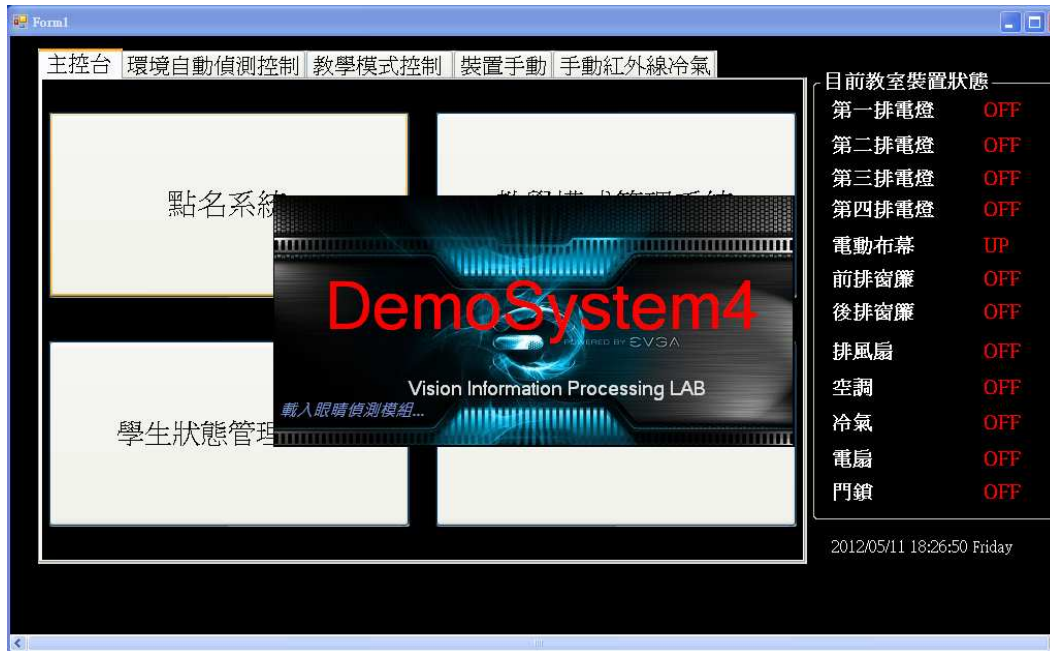 Form1
主控台 環境自動偵測控制 教學模式控制 裝置手動 手動紅外線冷氣
點名系統
學生狀態管理
DemoSystem4
POWERED BY EVGA
Vision Information Processing LAB
載入眼睛偵測模組...
目前教室裝置狀態
第一排電燈 OFF
第二排電燈 OFF
第三排電燈 OFF
第四排電燈 OFF
電動布幕 UP
前排窗簾 OFF
後排窗簾 OFF
排風扇 OFF
空調 OFF
冷氣 OFF
電扇 OFF
門鎖 OFF
2012/05/11 18:26:50 Friday